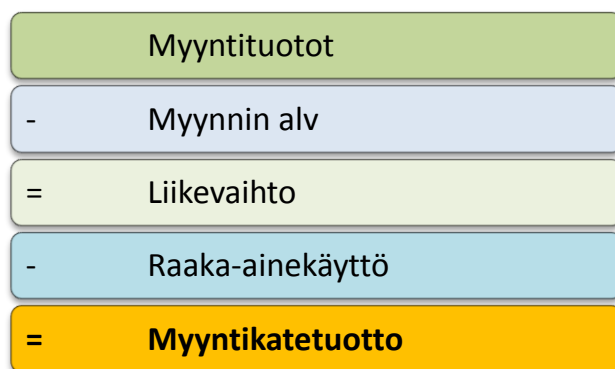 Myyntituotot
- Myynnin alv
= Liikevaihto
- Raaka-ainekäyttö
= Myyntikatetuotto